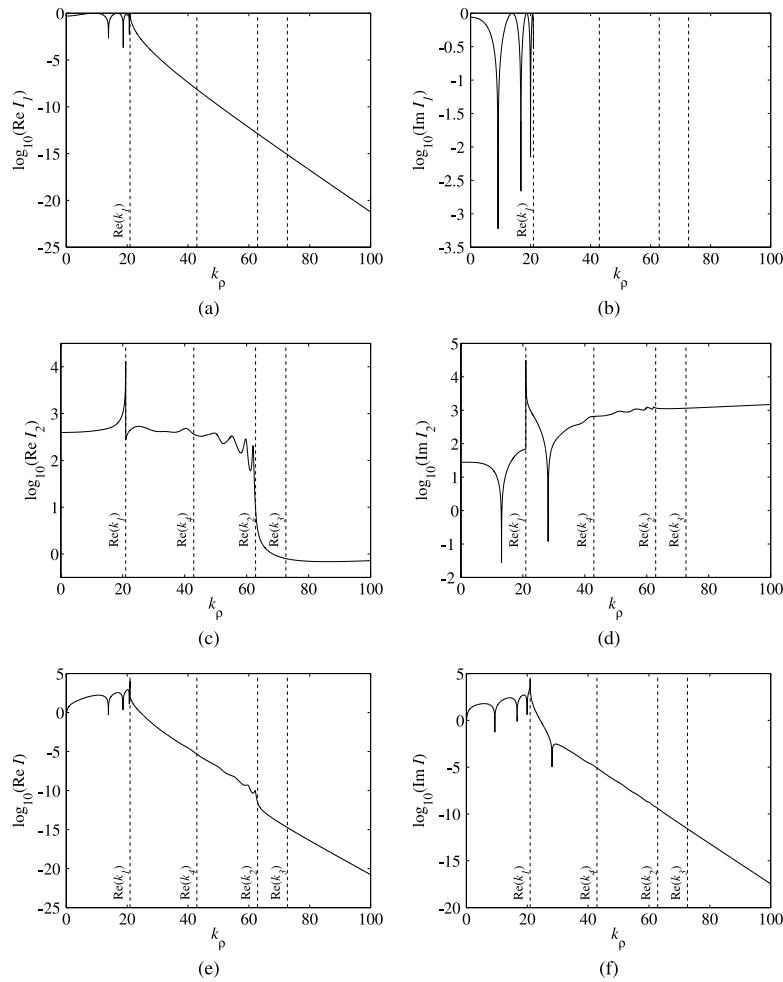 0
-5
-10
-15
-20
-25
log10(Re I1)
Re(k1)
0 20 40 60 80 100
kρ
(a)
0
-0.5
-1
-1.5
-2
-2.5
-3
-3.5
log10(Im I1)
Re(k1)
0 20 40 60 80 100
kρ
(b)
4
3
2
1
0
log10(Re I2)
Re(k1) Re(k4) Re(k2) Re(k3)
0 20 40 60 80 100
kρ
(c)
5
4
3
2
1
0
-1
-2
log10(Im I2)
Re(k1) Re(k4) Re(k2) Re(k3)
0 20 40 60 80 100
kρ
(d)
5
0
-5
-10
-15
-20
-25
log10(Re I)
Re(k1) Re(k4) Re(k2) Re(k3)
0 20 40 60 80 100
kρ
(e)
5
0
-5
-10
-15
-20
log10(Im I)
Re(k1) Re(k4) Re(k2) Re(k3)
0 20 40 60 80 100
kρ
(f)